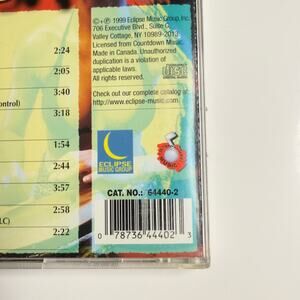 ©+℗ 1999 Eclipse Music Group, Inc.
706 Executive Blvd., Suite C
Valley Cottage, NY 10989-2013
Licensed from Countdown Music.
Made in Canada. Unauthorized
duplication is a violation of
applicable laws.
All rights reserved.
Check out our complete catalog at
www.eclipse-music.com
ECLIPSE
MUSIC GROUP
CAT. NO.: 64440-2
0 78736 44402 3
2:24
2:05
3:40
ontrol)
3:18
1:54
2:44
3:57
2:58
LC)
2:22